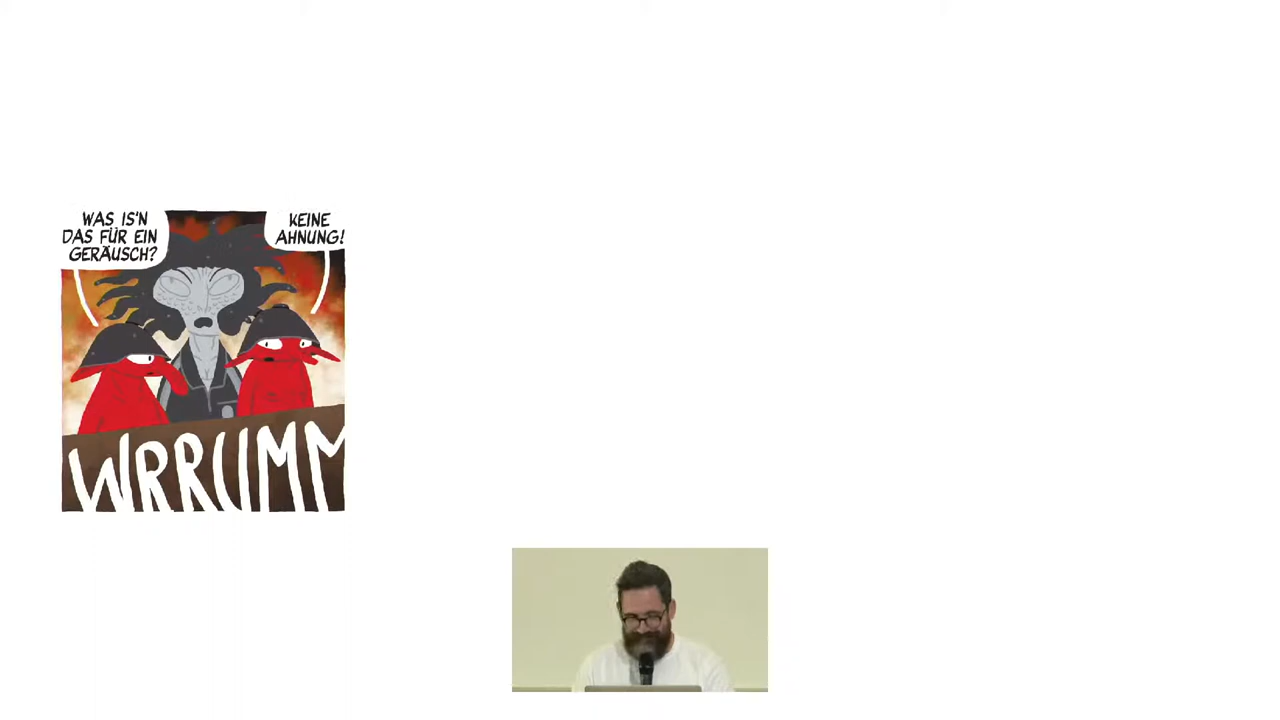 WAS IS'N
DAS FÜR EIN
GERÄUSCH?
KEINE
AHNUNG!
WRRUMM